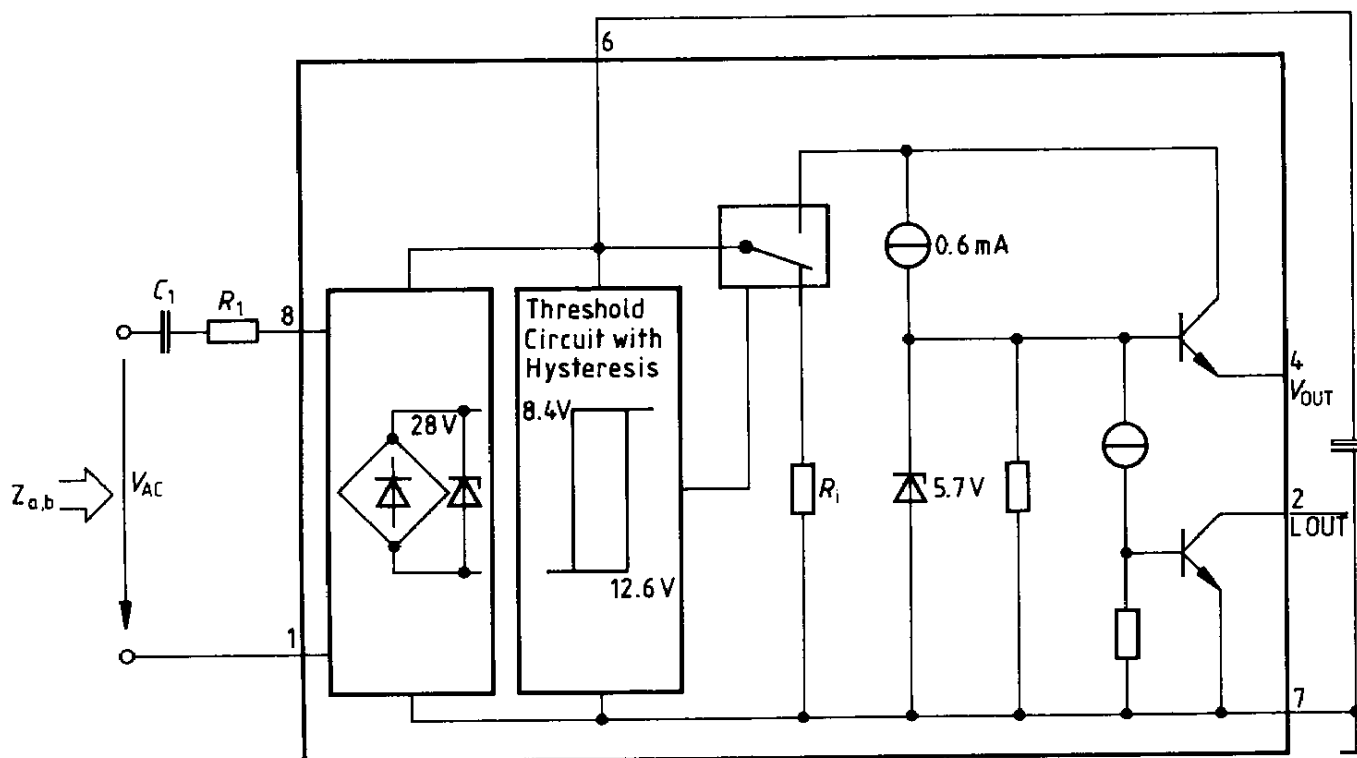 6
0.6 mA
C1
R1
8
Threshold
Circuit with
Hysteresis
4
VOUT
8.4V
28 V
VAC
Za,b
Ri
5.7 V
2
L OUT
12.6 V
1
7